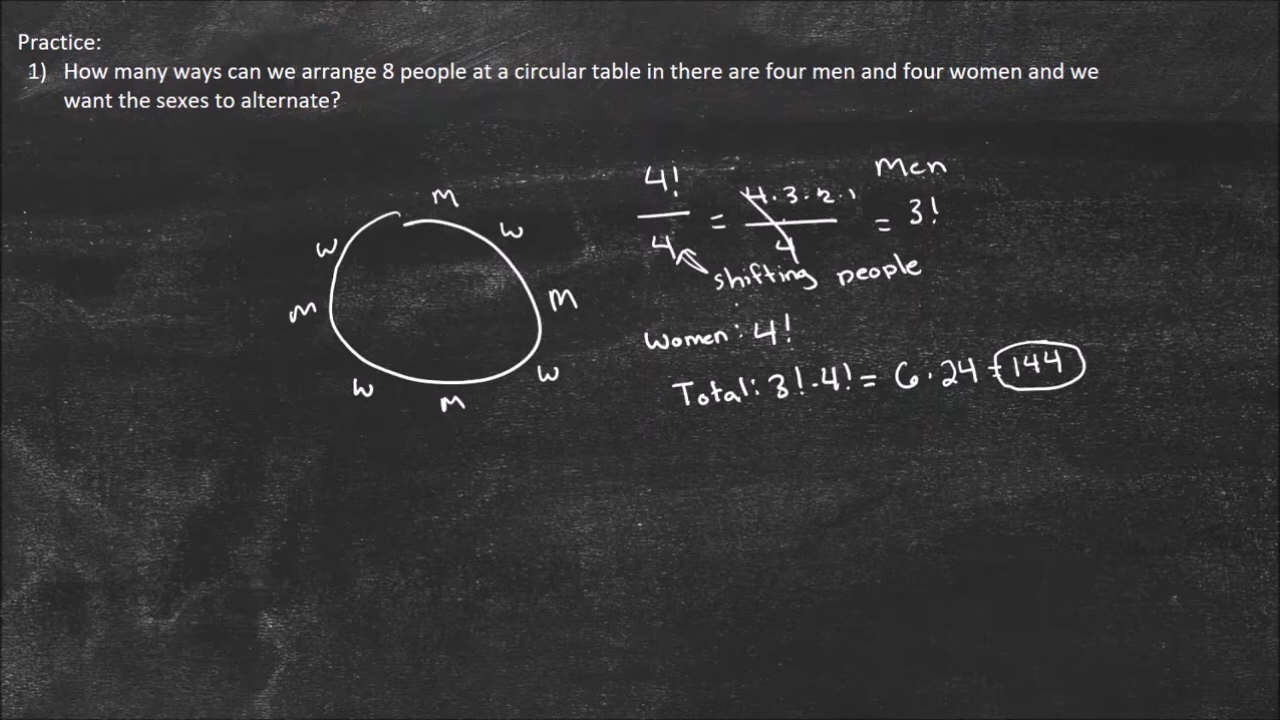 Practice:
1) How many ways can we arrange 8 people at a circular table in there are four men and four women and we
want the sexes to alternate?
M
W
M
W
M
W
M
W
4!/4 = 4·3·2·1/4 = 3! Men
shifting people
Women: 4!
Total: 3!·4! = 6·24 = 144